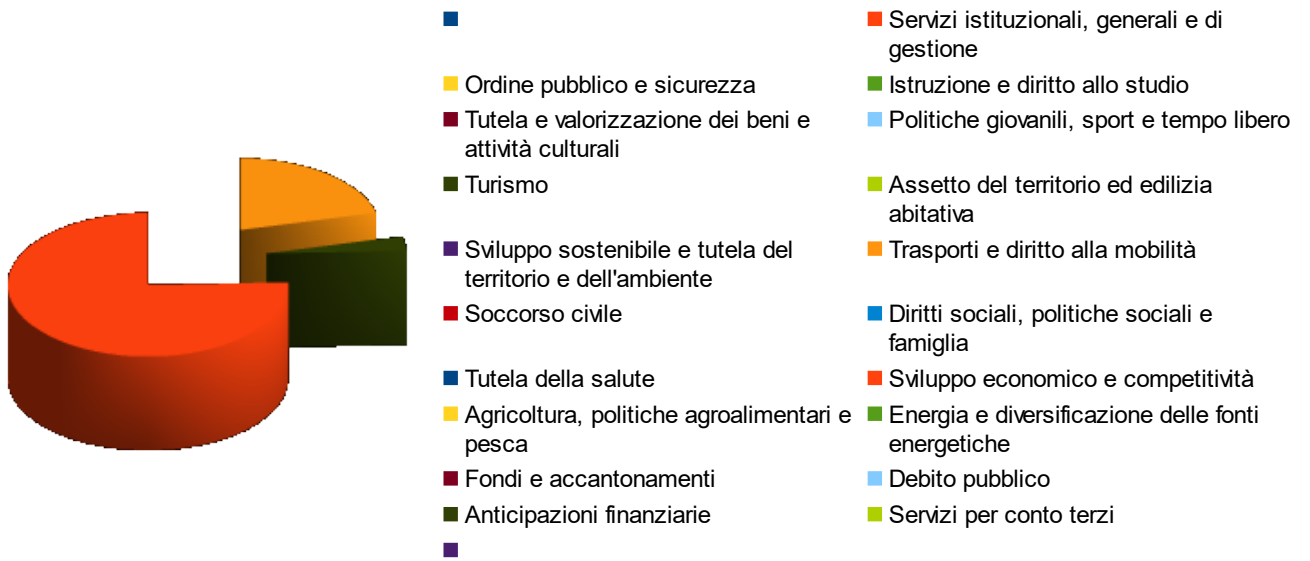 Servizi istituzionali, generali e di
gestione
Ordine pubblico e sicurezza
Istruzione e diritto allo studio
Tutela e valorizzazione dei beni e
attività culturali
Politiche giovanili, sport e tempo libero
Turismo
Assetto del territorio ed edilizia
abitativa
Sviluppo sostenibile e tutela del
territorio e dell'ambiente
Trasporti e diritto alla mobilità
Soccorso civile
Diritti sociali, politiche sociali e
famiglia
Tutela della salute
Sviluppo economico e competitività
Agricoltura, politiche agroalimentari e
pesca
Energia e diversificazione delle fonti
energetiche
Fondi e accantonamenti
Debito pubblico
Anticipazioni finanziarie
Servizi per conto terzi